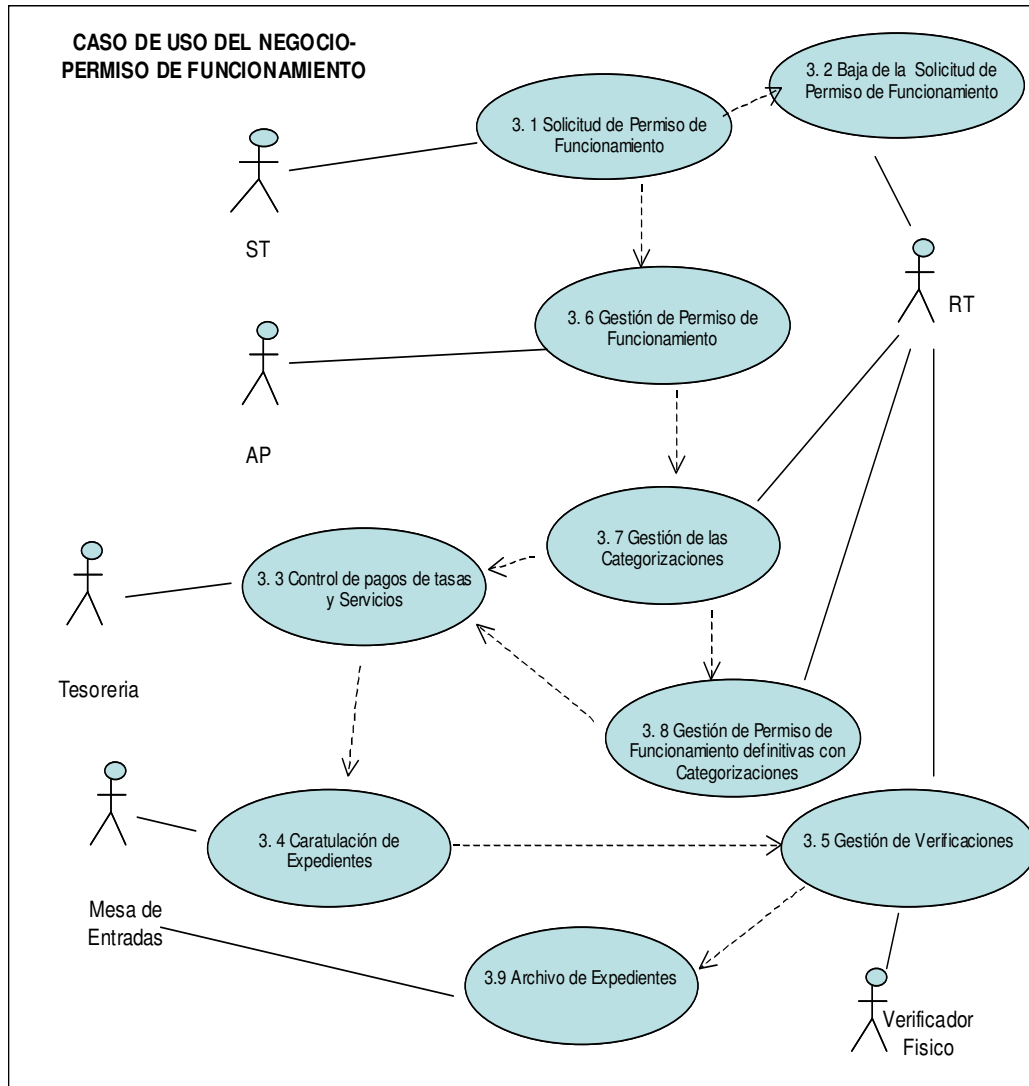 CASO DE USO DEL NEGOCIO-
PERMISO DE FUNCIONAMIENTO
3. 2 Baja de la Solicitud de
Permiso de Funcionamiento
3. 1 Solicitud de Permiso de
Funcionamiento
ST
RT
3. 6 Gestión de Permiso de
Funcionamiento
AP
3. 7 Gestión de las
Categorizaciones
3. 3 Control de pagos de tasas
y Servicios
Tesoreria
3. 8 Gestión de Permiso de
Funcionamiento definitivas con
Categorizaciones
3. 4 Caratulación de
Expedientes
3. 5 Gestión de Verificaciones
Mesa de
Entradas
3.9 Archivo de Expedientes
Verificador
Fisico